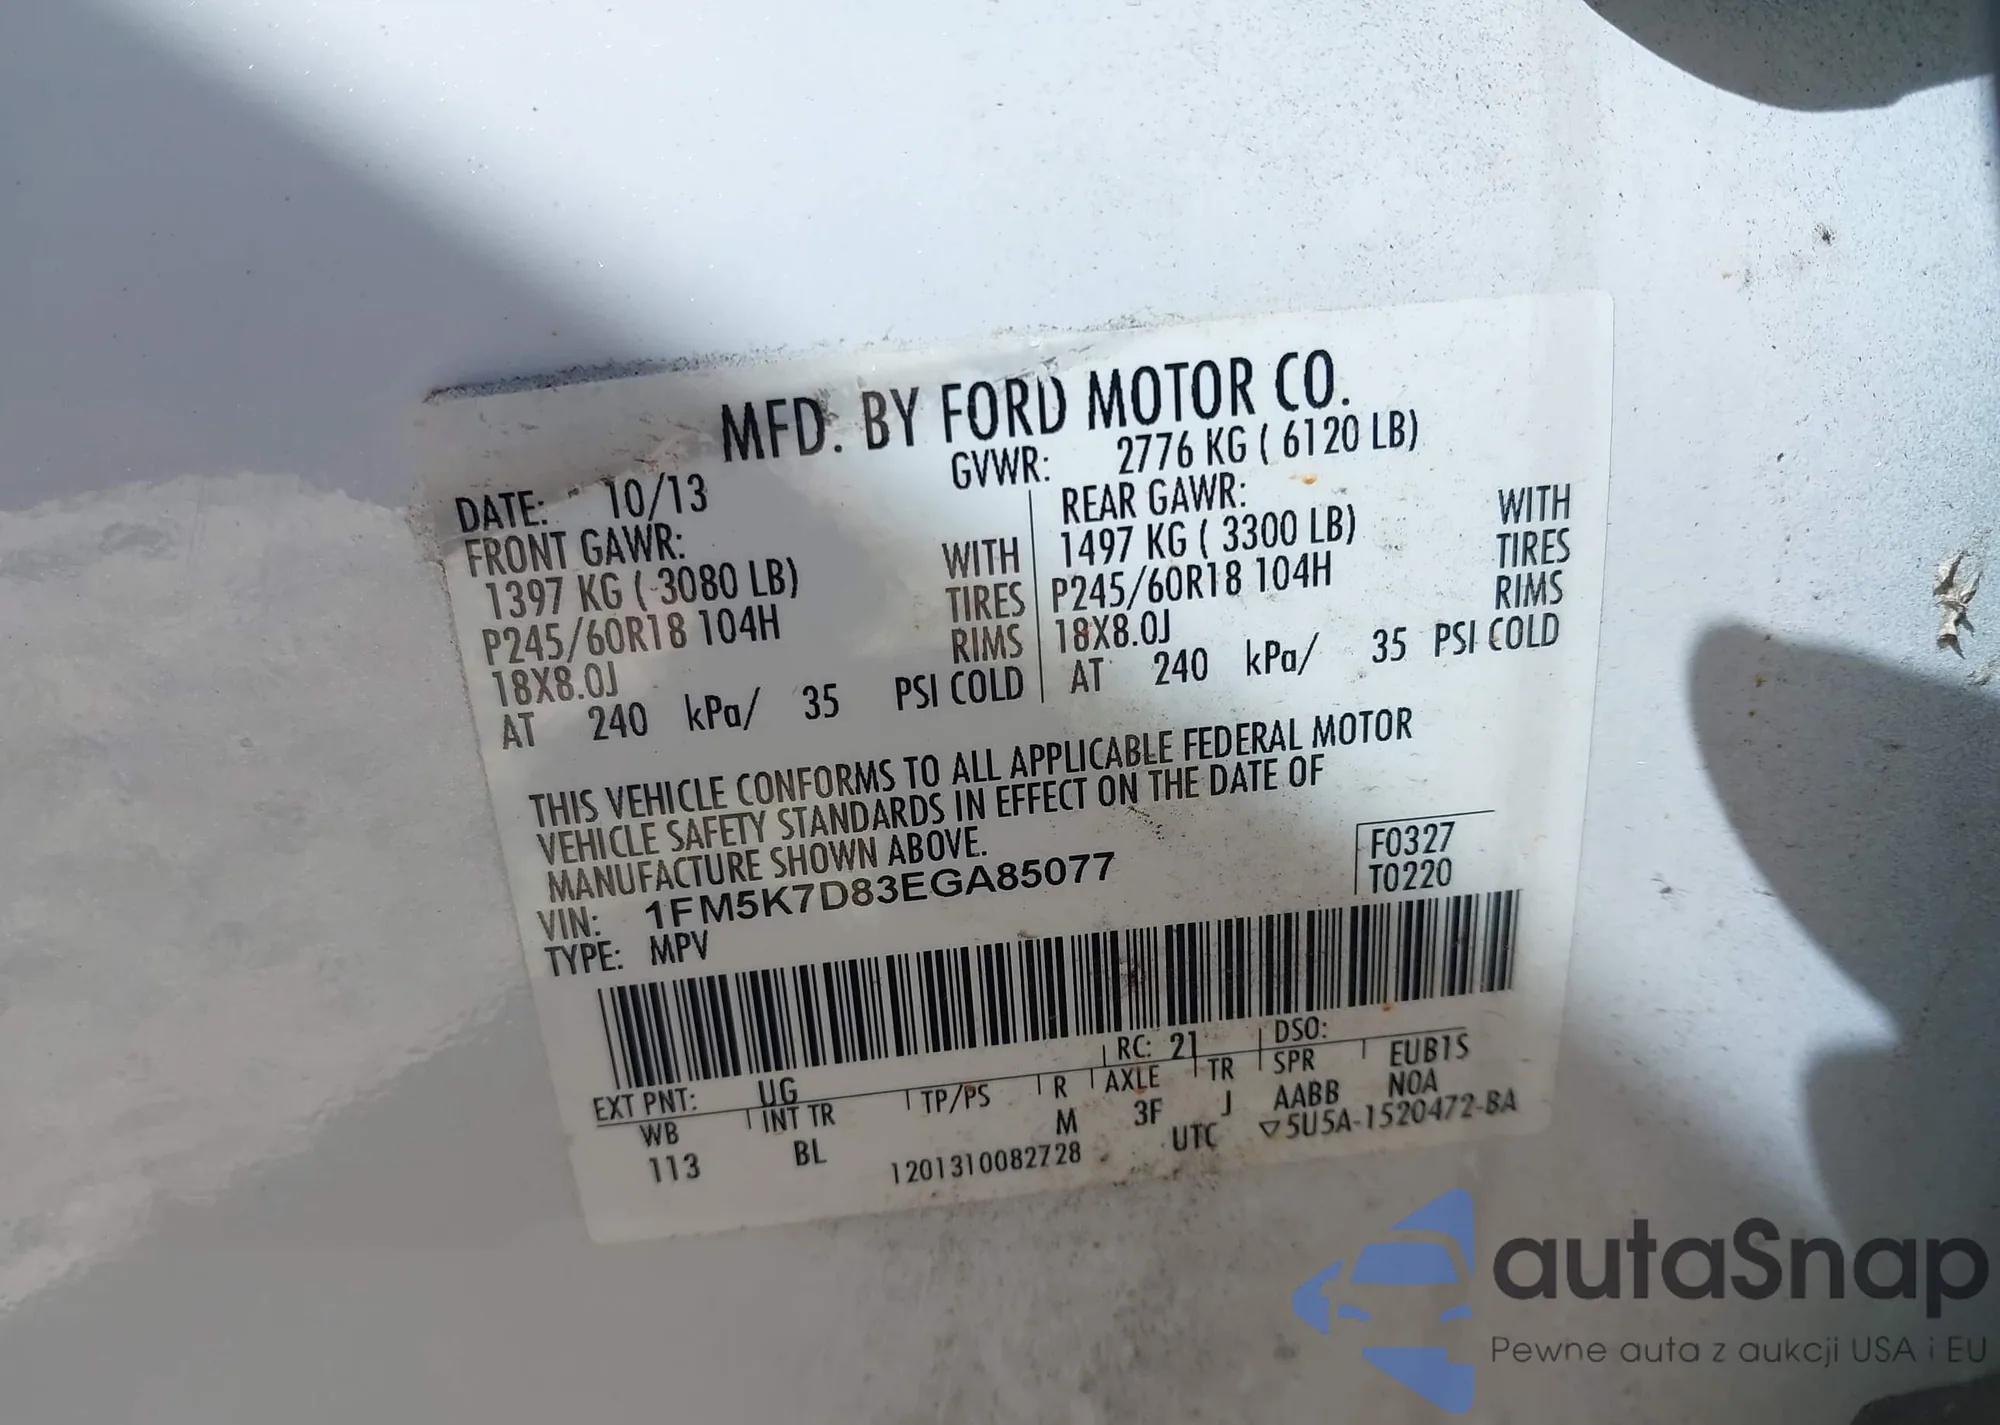 MFD. BY FORD MOTOR CO.
DATE: 10/13
GVWR: 2776 KG ( 6120 LB)
FRONT GAWR:
1397 KG ( 3080 LB) WITH
P245/60R18 104H TIRES
18X8.0J RIMS
AT 240 kPa/ 35 PSI COLD
REAR GAWR: WITH
1497 KG ( 3300 LB) TIRES
P245/60R18 104H RIMS
18X8.0J
AT 240 kPa/ 35 PSI COLD
THIS VEHICLE CONFORMS TO ALL APPLICABLE FEDERAL MOTOR
VEHICLE SAFETY STANDARDS IN EFFECT ON THE DATE OF
MANUFACTURE SHOWN ABOVE.
VIN: 1FM5K7D83EGA85077
TYPE: MPV
F0327
T0220
RC: 21 DSO:
EXT PNT: UG
WB INT TR TP/PS R AXLE TR SPR EUB1S
113 BL M 3F J AABB NOA
1201310082728 UTC ▽5U5A-1520472-BA
autaSnap
Pewne auta z aukcji USA i EU